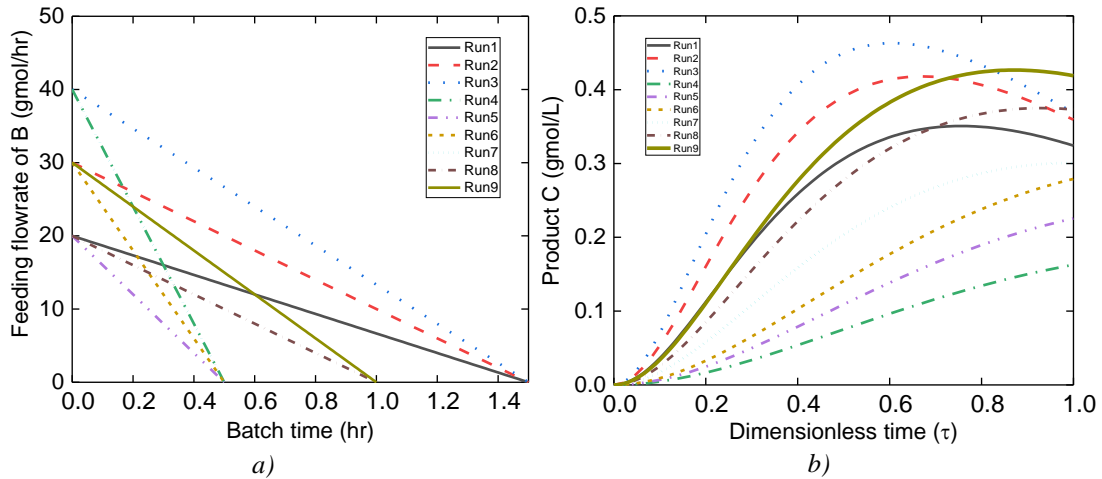 50
40
30
20
10
0
Feeding flowrate of B (gmol/hr)
0.0 0.2 0.4 0.6 0.8 1.0 1.2 1.4
Batch time (hr)
Run1
Run2
Run3
Run4
Run5
Run6
Run7
Run8
Run9
a)
0.5
0.4
0.3
0.2
0.1
0.0
Product C (gmol/L)
0.0 0.2 0.4 0.6 0.8 1.0
Dimensionless time (τ)
Run1
Run2
Run3
Run4
Run5
Run6
Run7
Run8
Run9
b)